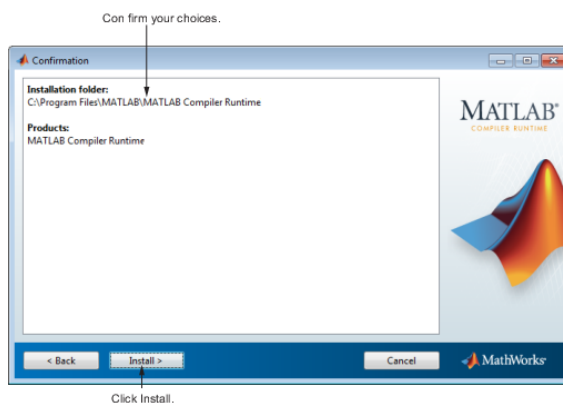 Con firm your choices.
Confirmation
Installation folder:
C:\Program Files\MATLAB\MATLAB Compiler Runtime
Products:
MATLAB Compiler Runtime
MATLAB®
COMPILER RUNTIME
< Back
Install >
Cancel
MathWorks®
Click Install.